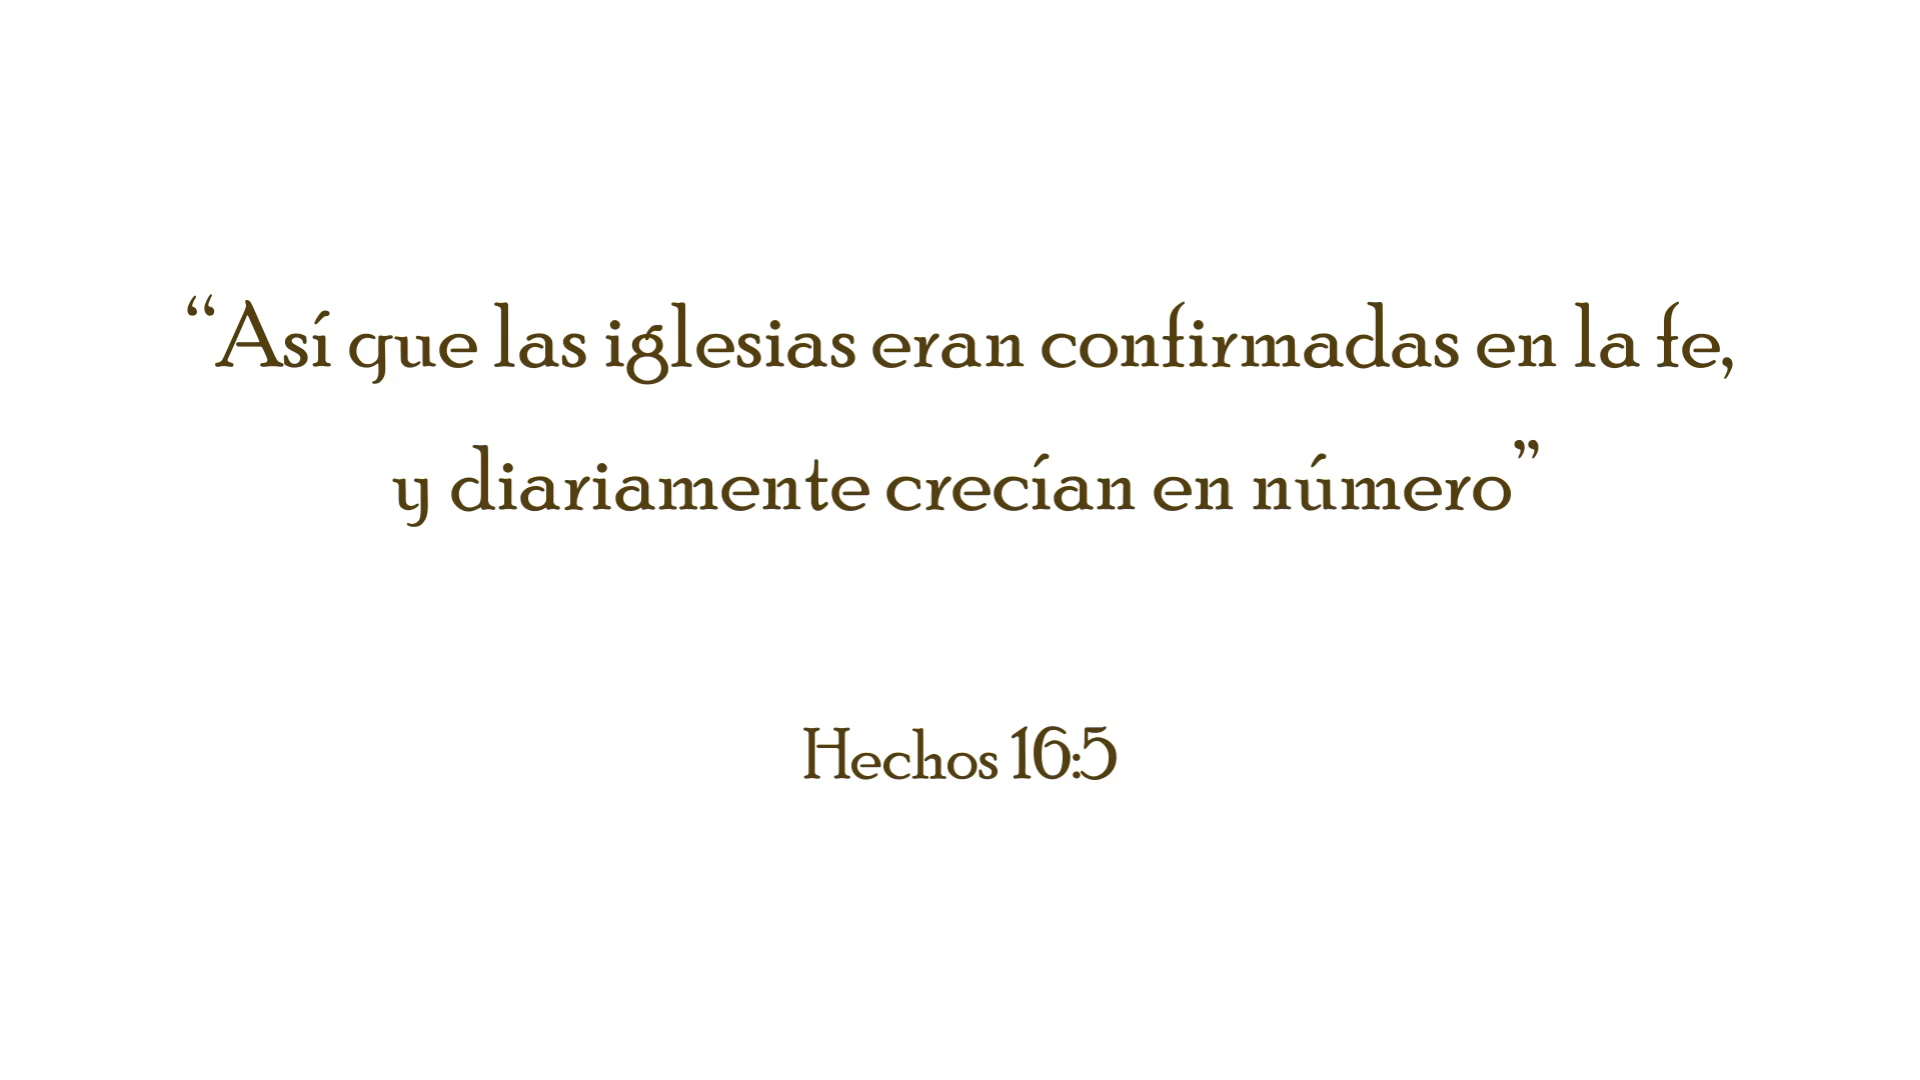 “Así que las iglesias eran confirmadas en la fe,
y diariamente crecían en número”
Hechos 16:5